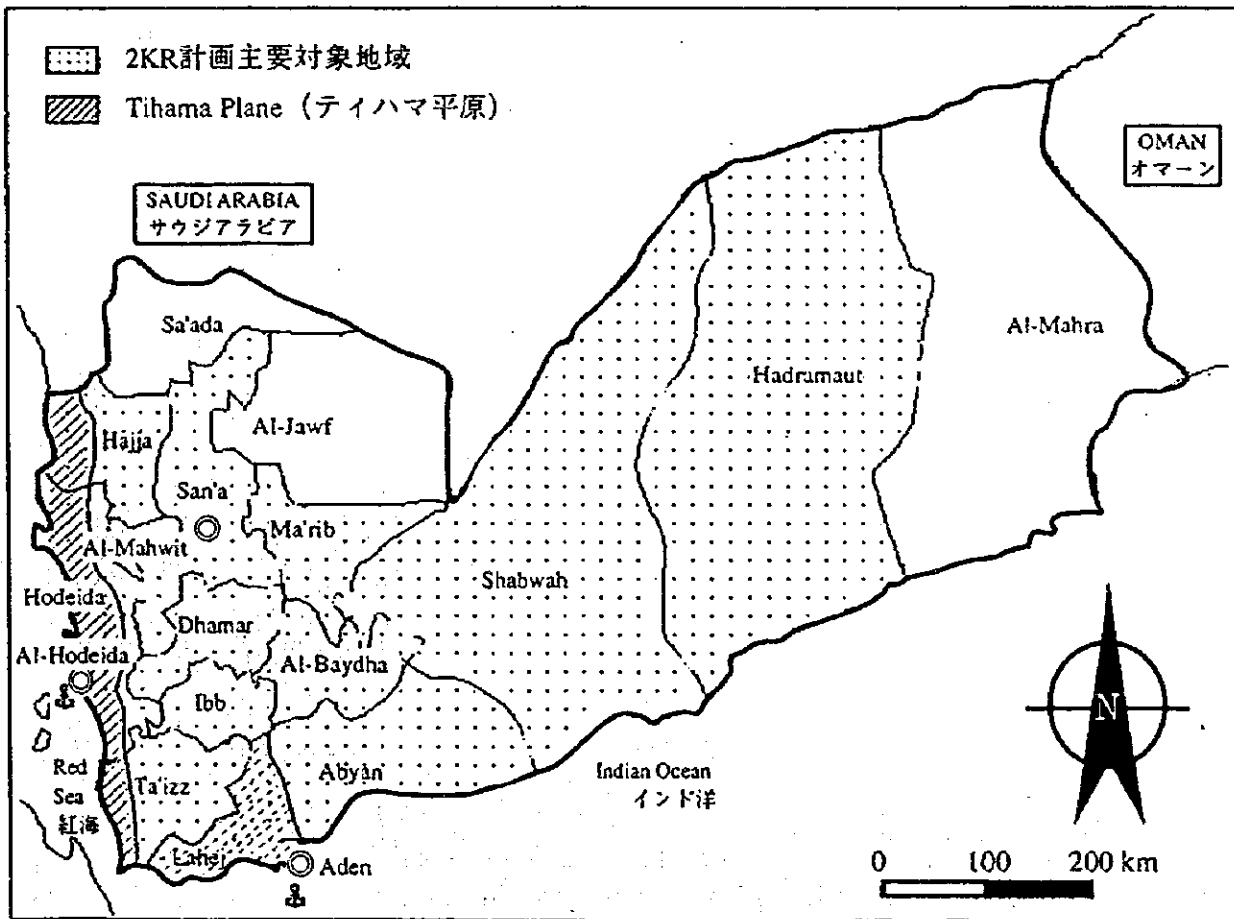 2KR計画主要対象地域
Tihama Plane (ティハマ平原)
OMAN
オマーン
SAUDI ARABIA
サウジアラビア
Sa'ada
Al-Mahra
Hadramaut
Hajja
Al-Jawf
San'a
Ma'rib
Al-Mahwit
Shabwah
Hodeida
Dhamar
Al-Hodeida
Al-Baydha
Ibb
N
Red
Sea
紅海
Ta'izz
Abyan
Indian Ocean
インド洋
Lahej
Aden
0 100 200 km